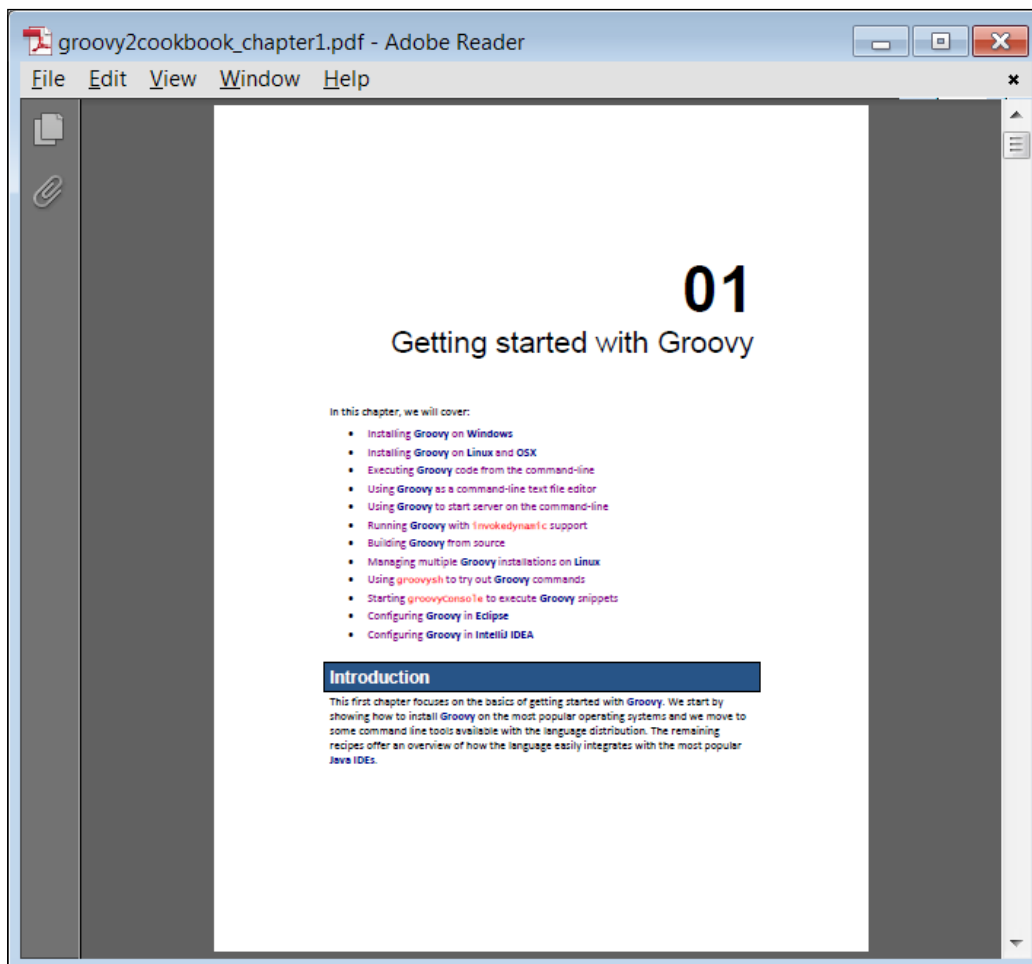 groovy2cookbook_chapter1.pdf - Adobe Reader
File Edit View Window Help
01
Getting started with Groovy
In this chapter, we will cover:
• Installing Groovy on Windows
• Installing Groovy on Linux and OSX
• Executing Groovy code from the command-line
• Using Groovy as a command-line text file editor
• Using Groovy to start server on the command-line
• Running Groovy with invokedynamic support
• Building Groovy from source
• Managing multiple Groovy installations on Linux
• Using groovysh to try out Groovy commands
• Starting groovyConsole to execute Groovy snippets
• Configuring Groovy in Eclipse
• Configuring Groovy in IntelliJ IDEA
Introduction
This first chapter focuses on the basics of getting started with Groovy. We start by
showing how to install Groovy on the most popular operating systems and we move to
some command line tools available with the language distribution. The remaining
recipes offer an overview of how the language easily integrates with the most popular
Java IDEs.